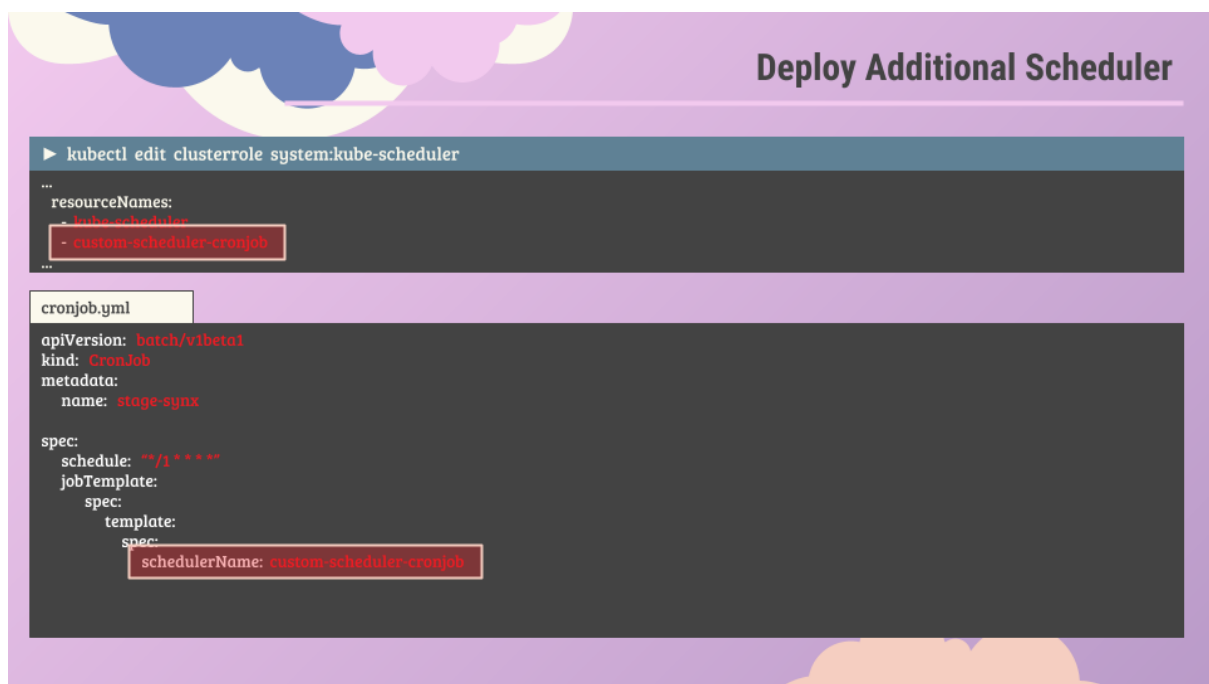 Deploy Additional Scheduler
► kubectl edit clusterrole system:kube-scheduler
...
resourceNames:
- kube-scheduler
- custom-scheduler-cronjob
...
cronjob.yml
apiVersion: batch/v1beta1
kind: CronJob
metadata:
name: stage-synx
spec:
schedule: "*/1 * * * *"
jobTemplate:
spec:
template:
spec:
schedulerName: custom-scheduler-cronjob